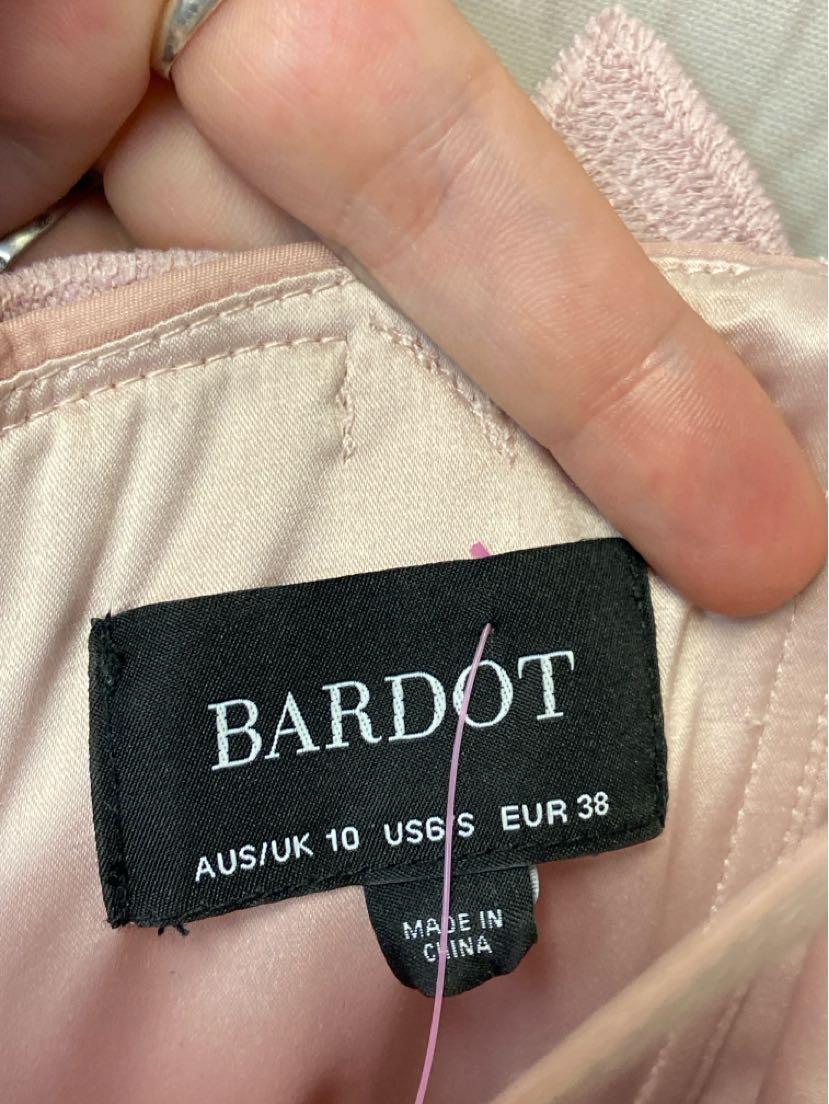 BARDOT
AUS/UK 10 US6/S EUR 38
MADE IN
CHINA